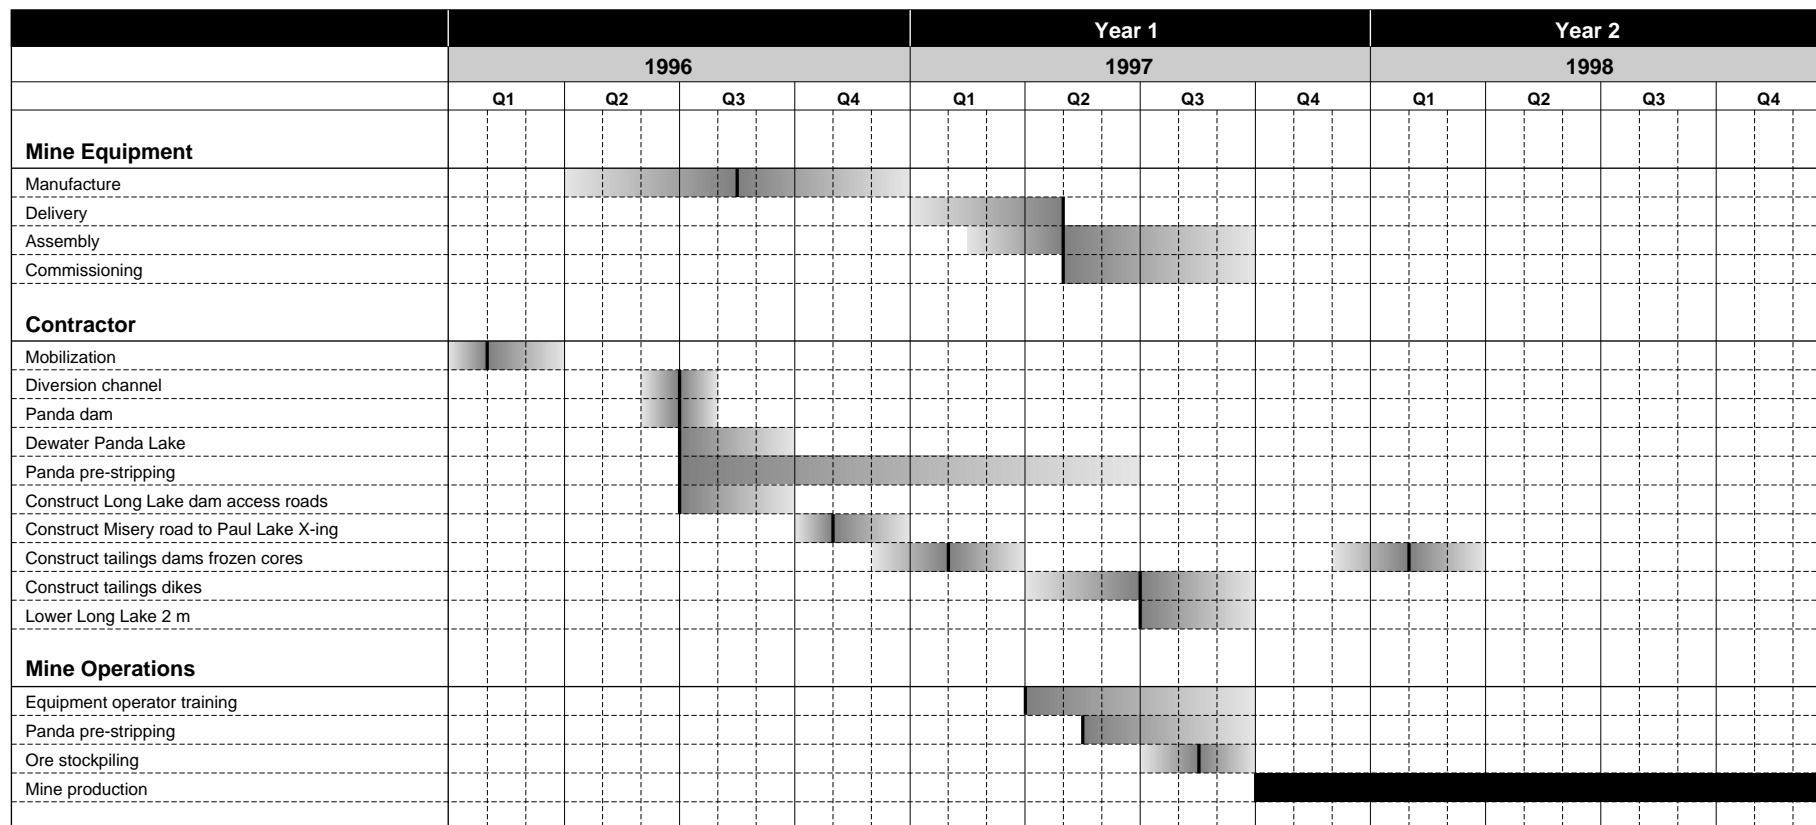 Year 1 Year 2
1996 1997 1998
Q1 Q2 Q3 Q4 Q1 Q2 Q3 Q4 Q1 Q2 Q3 Q4
Mine Equipment
Manufacture
Delivery
Assembly
Commissioning
Contractor
Mobilization
Diversion channel
Panda dam
Dewater Panda Lake
Panda pre-stripping
Construct Long Lake dam access roads
Construct Misery road to Paul Lake X-ing
Construct tailings dams frozen cores
Construct tailings dikes
Lower Long Lake 2 m
Mine Operations
Equipment operator training
Panda pre-stripping
Ore stockpiling
Mine production